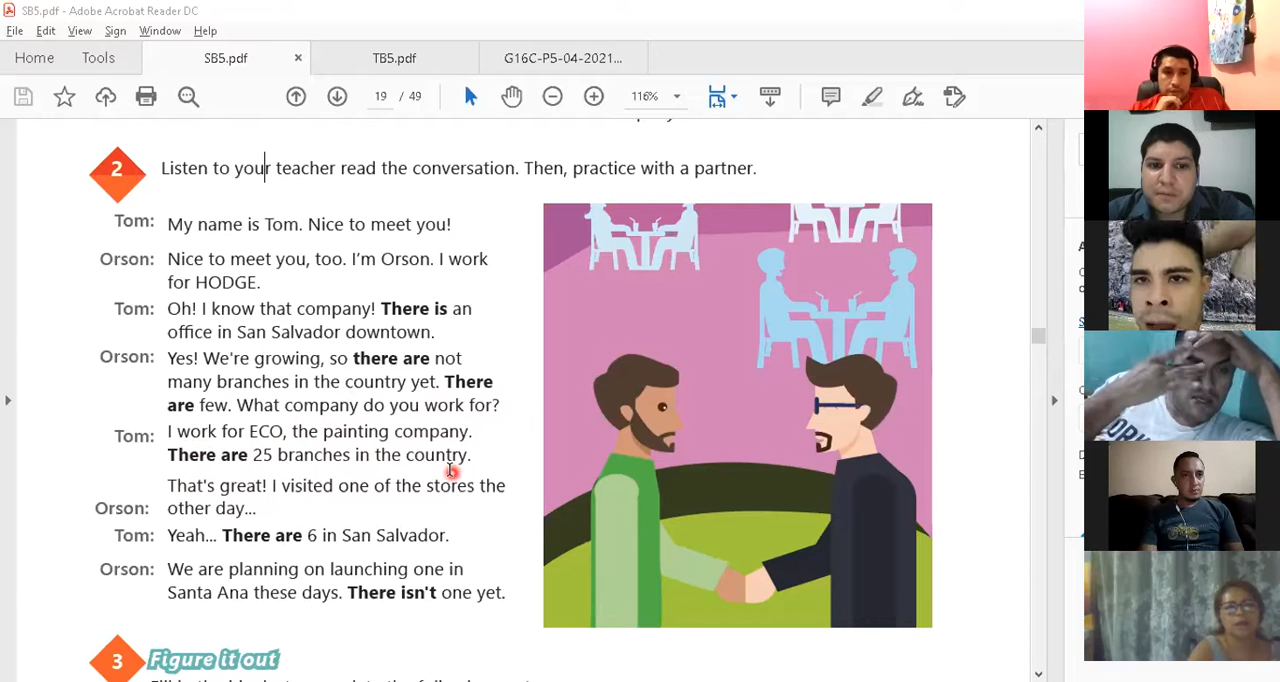 SB5.pdf - Adobe Acrobat Reader DC
File Edit View Sign Window Help
Home Tools SB5.pdf × TB5.pdf G16C-P5-04-2021...
19 / 49 116%
2 Listen to your teacher read the conversation. Then, practice with a partner.
Tom: My name is Tom. Nice to meet you!
Orson: Nice to meet you, too. I'm Orson. I work
for HODGE.
Tom: Oh! I know that company! There is an
office in San Salvador downtown.
Orson: Yes! We're growing, so there are not
many branches in the country yet. There
are few. What company do you work for?
Tom: I work for ECO, the painting company.
There are 25 branches in the country.
That's great! I visited one of the stores the
Orson: other day...
Tom: Yeah... There are 6 in San Salvador.
Orson: We are planning on launching one in
Santa Ana these days. There isn't one yet.
3 Figure it out